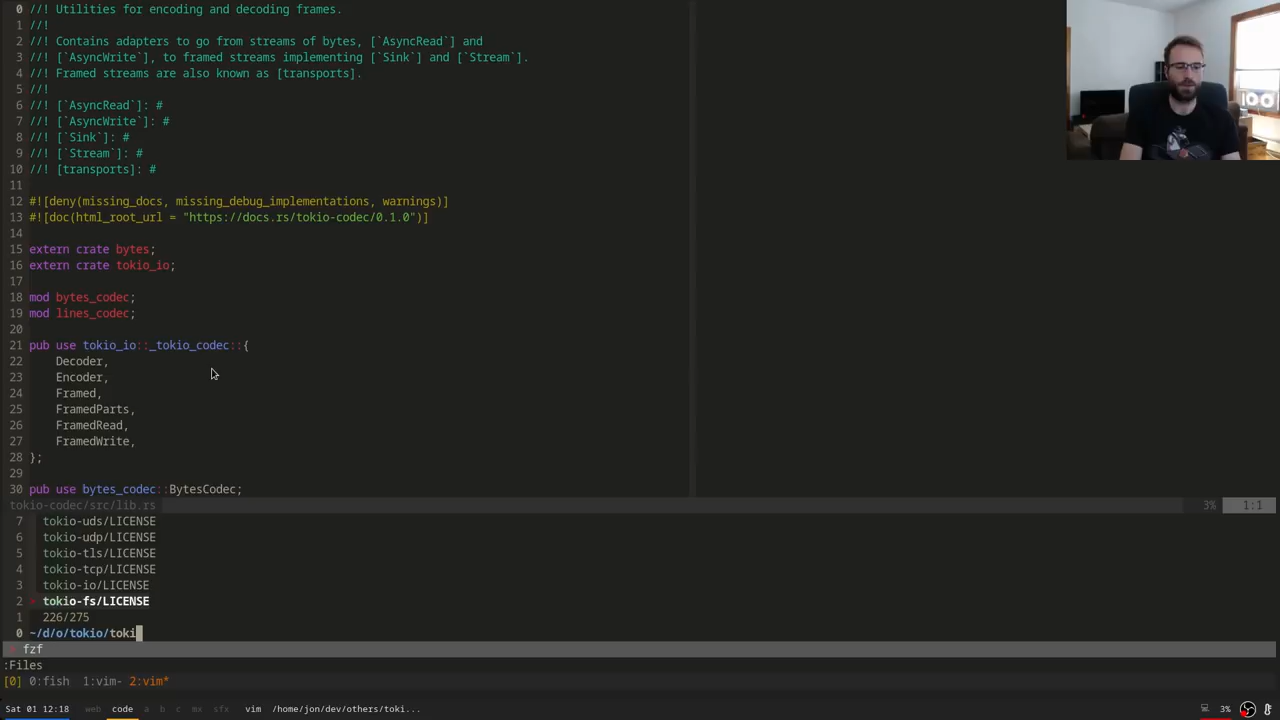 0 //! Utilities for encoding and decoding frames.
1 //!
2 //! Contains adapters to go from streams of bytes, [`AsyncRead`] and
3 //! [`AsyncWrite`], to framed streams implementing [`Sink`] and [`Stream`].
4 //! Framed streams are also known as [transports].
5 //!
6 //! [`AsyncRead`]: #
7 //! [`AsyncWrite`]: #
8 //! [`Sink`]: #
9 //! [`Stream`]: #
10 //! [transports]: #
11
12 #![deny(missing_docs, missing_debug_implementations, warnings)]
13 #![doc(html_root_url = "https://docs.rs/tokio-codec/0.1.0")]
14
15 extern crate bytes;
16 extern crate tokio_io;
17
18 mod bytes_codec;
19 mod lines_codec;
20
21 pub use tokio_io::_tokio_codec::{
22     Decoder,
23     Encoder,
24     Framed,
25     FramedParts,
26     FramedRead,
27     FramedWrite,
28 };
29
30 pub use bytes_codec::BytesCodec;
tokio-codec/src/lib.rs 3% 1:1
7 tokio-uds/LICENSE
6 tokio-udp/LICENSE
5 tokio-tls/LICENSE
4 tokio-tcp/LICENSE
3 tokio-io/LICENSE
2 > tokio-fs/LICENSE
1 226/275
0 ~/d/o/tokio/toki
> fzf
:Files
[0] 0:fish 1:vim- 2:vim*
Sat 01 12:18 web code a b c mx sfx vim /home/jon/dev/others/toki... 3%